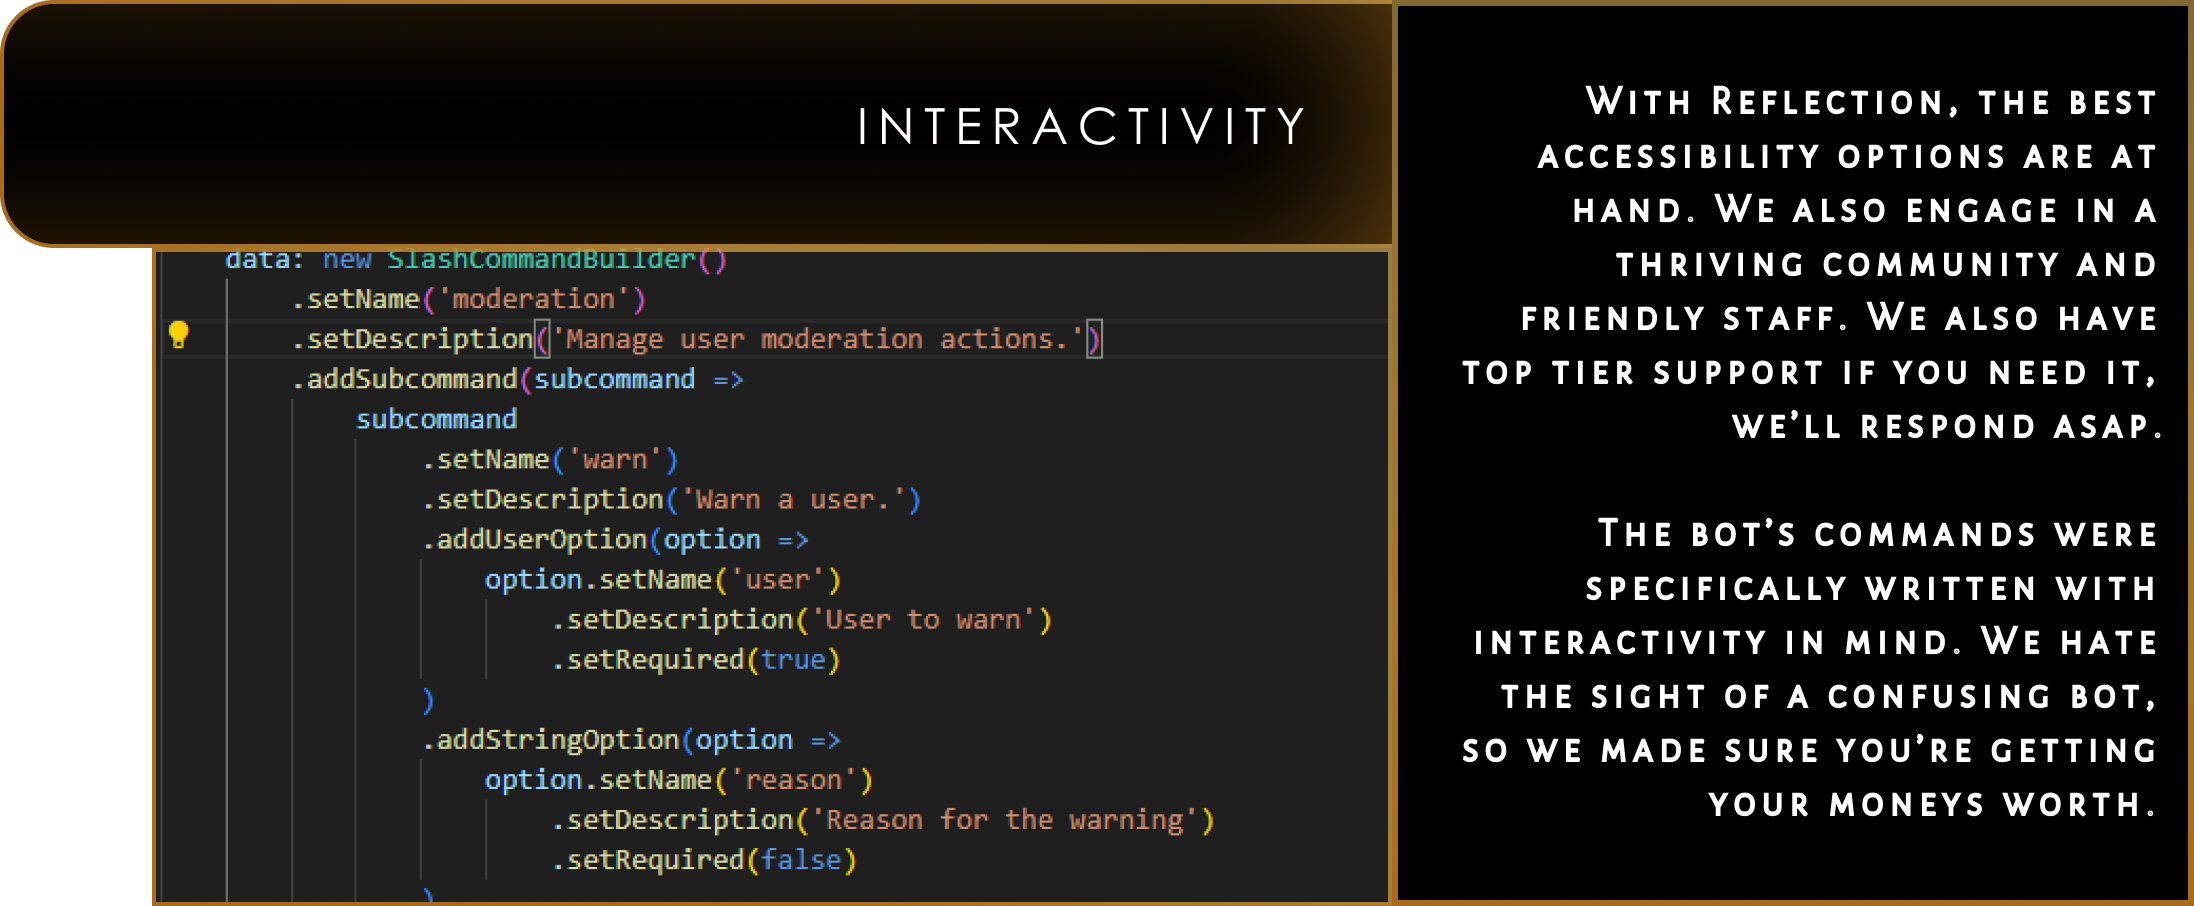 INTERACTIVITY
data: new SlashCommandBuilder()
.setName('moderation')
.setDescription('Manage user moderation actions.')
.addSubcommand(subcommand =>
subcommand
.setName('warn')
.setDescription('Warn a user.')
.addUserOption(option =>
option.setName('user')
.setDescription('User to warn')
.setRequired(true)
)
.addStringOption(option =>
option.setName('reason')
.setDescription('Reason for the warning')
.setRequired(false)
)
With Reflection, the best
accessibility options are at
hand. We also engage in a
thriving community and
friendly staff. We also have
top tier support if you need it,
we’ll respond asap.
The bot’s commands were
specifically written with
interactivity in mind. We hate
the sight of a confusing bot,
so we made sure you’re getting
your moneys worth.